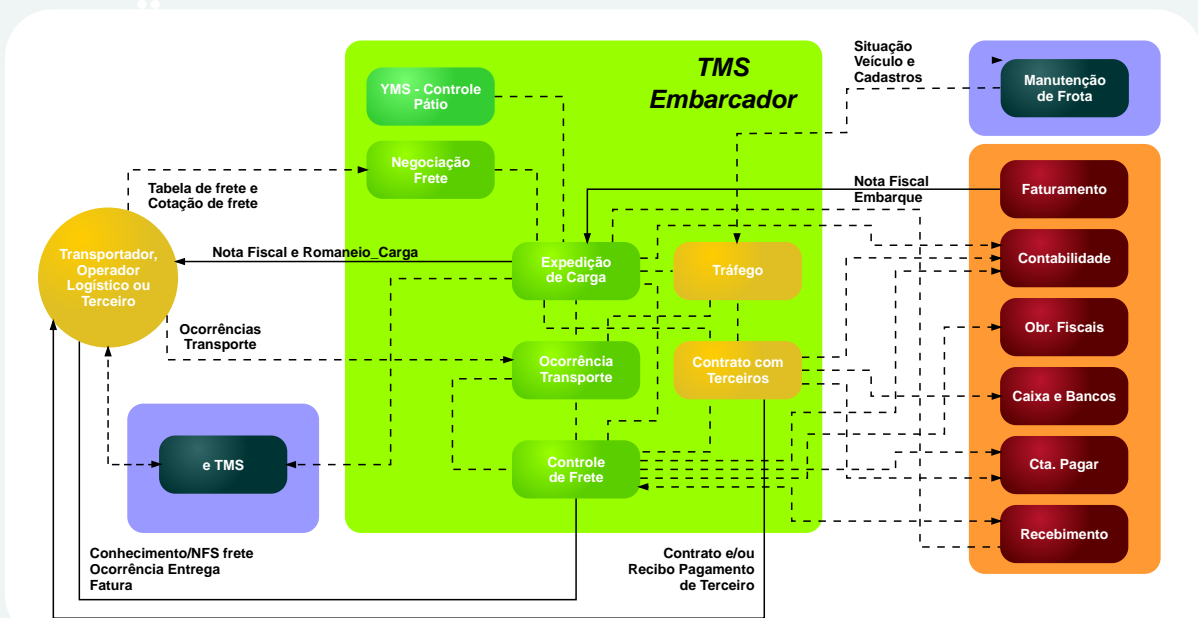 TMS
Embarcador
YMS - Controle
Pátio
Negociação
Frete
Situação
Veículo e
Cadastros
Manutenção
de Frota
Tabela de frete e
Cotação de frete
Nota Fiscal
Embarque
Faturamento
Transportador,
Operador
Logístico ou
Terceiro
Nota Fiscal e Romaneio_Carga
Expedição
de Carga
Tráfego
Contabilidade
Ocorrências
Transporte
Obr. Fiscais
Ocorrência
Transporte
Contrato com
Terceiros
Caixa e Bancos
e TMS
Controle
de Frete
Cta. Pagar
Recebimento
Conhecimento/NFS frete
Ocorrência Entrega
Fatura
Contrato e/ou
Recibo Pagamento
de Terceiro